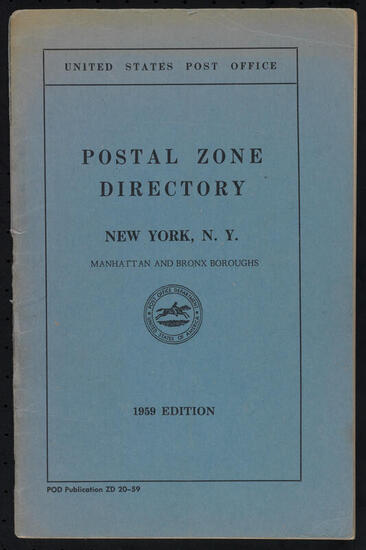 UNITED STATES POST OFFICE
POSTAL ZONE
DIRECTORY
NEW YORK, N. Y.
MANHATTAN AND BRONX BOROUGHS
POST OFFICE DEPARTMENT
UNITED STATES OF AMERICA
1959 EDITION
POD Publication ZD 20-59